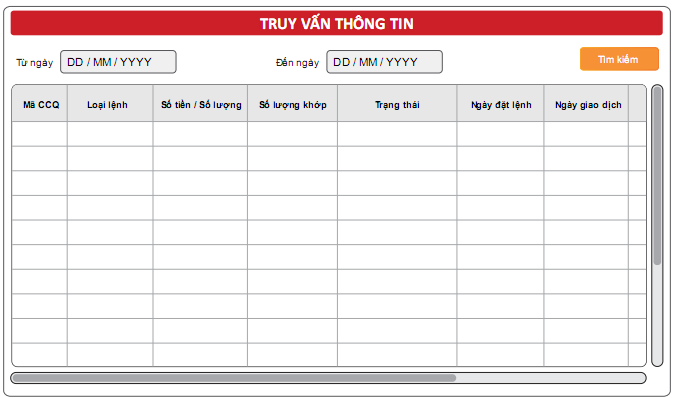 TRUY VẤN THÔNG TIN
Từ ngày DD / MM / YYYY Đến ngày DD / MM / YYYY Tìm kiếm
Mã CCQ Loại lệnh Số tiền / Số lượng Số lượng khớp Trạng thái Ngày đặt lệnh Ngày giao dịch